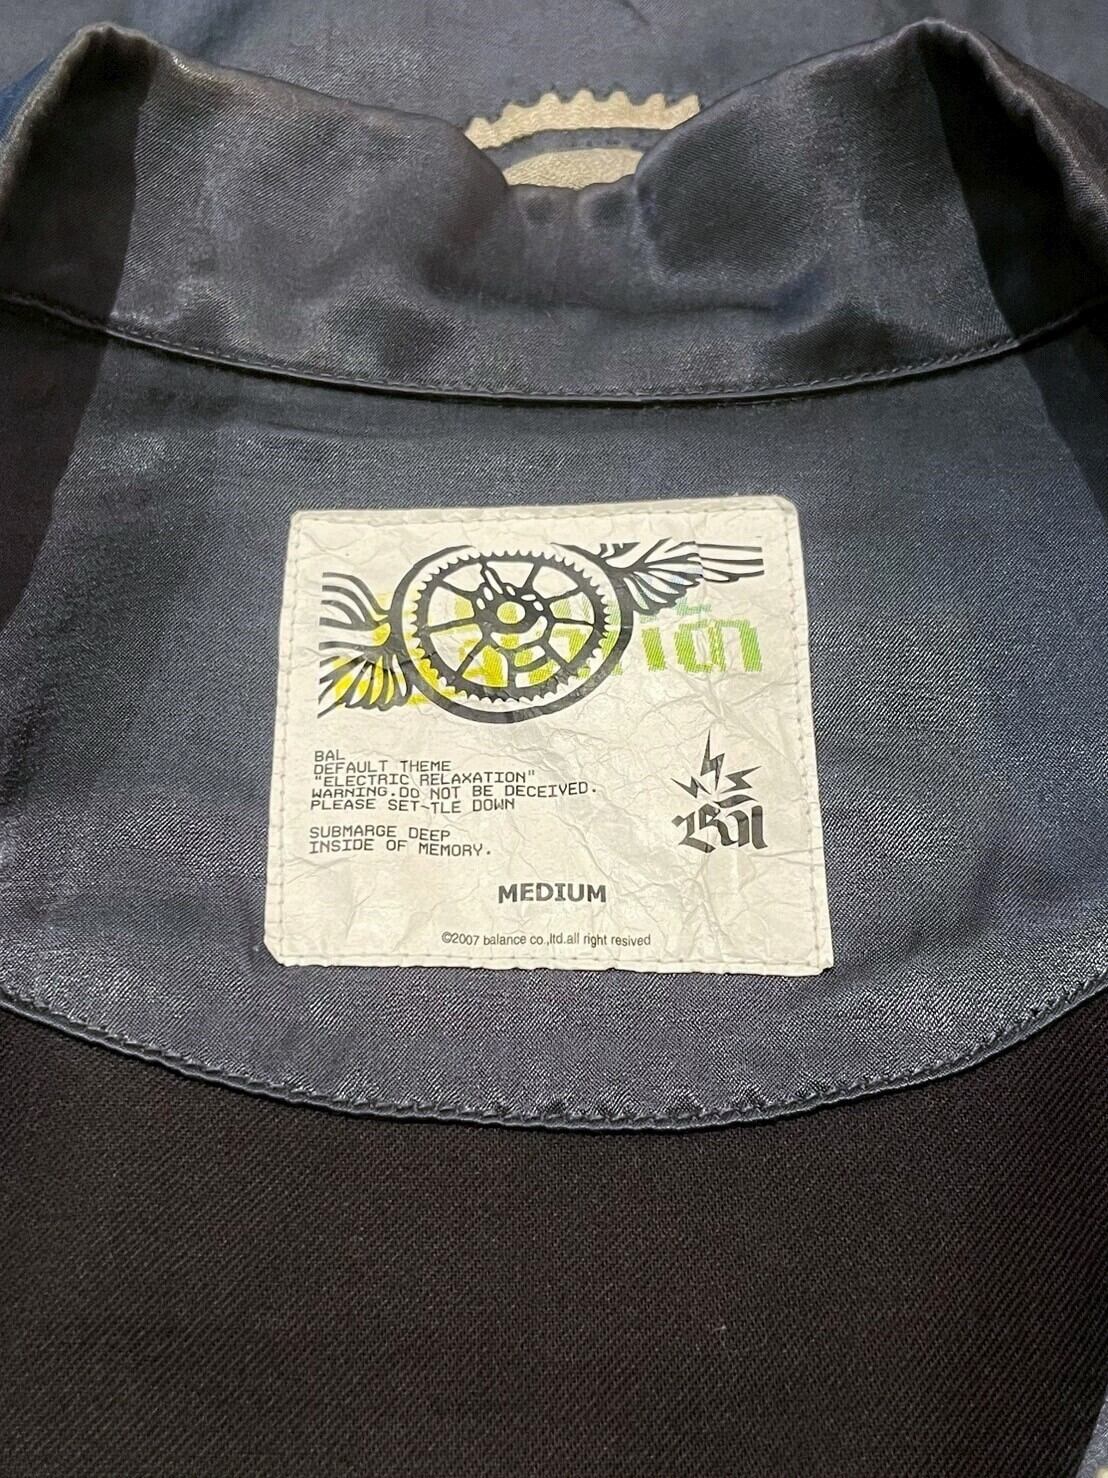 BAL
DEFAULT THEME
"ELECTRIC RELAXATION"
WARNING.DO NOT BE DECEIVED.
PLEASE SET-TLE DOWN
SUBMARGE DEEP
INSIDE OF MEMORY.
Bal
MEDIUM
©2007 balance co.,ltd.all right resived